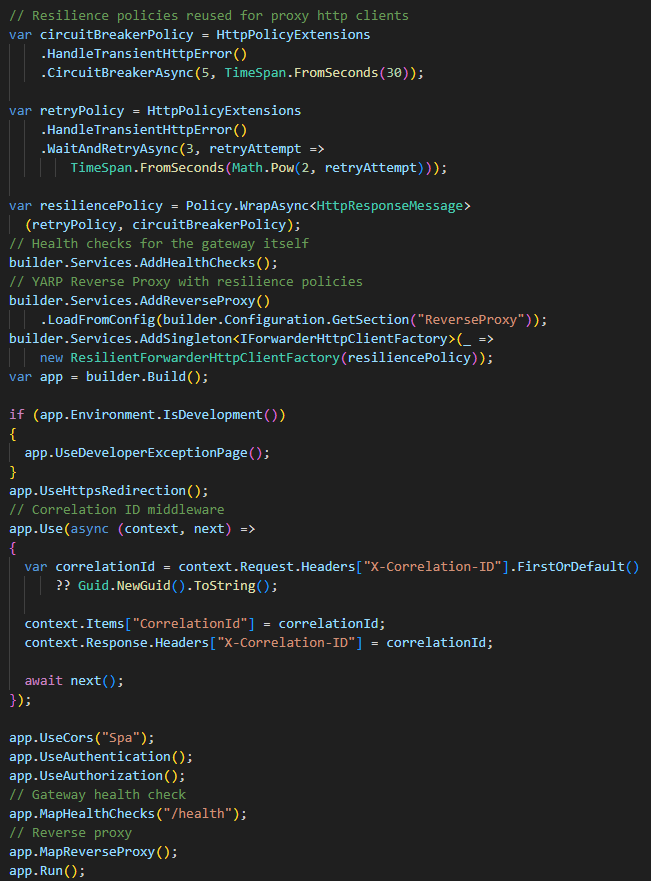 // Resilience policies reused for proxy http clients
var circuitBreakerPolicy = HttpPolicyExtensions
    .HandleTransientHttpError()
    .CircuitBreakerAsync(5, TimeSpan.FromSeconds(30));

var retryPolicy = HttpPolicyExtensions
    .HandleTransientHttpError()
    .WaitAndRetryAsync(3, retryAttempt =>
        TimeSpan.FromSeconds(Math.Pow(2, retryAttempt)));

var resiliencePolicy = Policy.WrapAsync<HttpResponseMessage>
  (retryPolicy, circuitBreakerPolicy);
// Health checks for the gateway itself
builder.Services.AddHealthChecks();
// YARP Reverse Proxy with resilience policies
builder.Services.AddReverseProxy()
    .LoadFromConfig(builder.Configuration.GetSection("ReverseProxy"));
builder.Services.AddSingleton<IForwarderHttpClientFactory>(_ =>
    new ResilientForwarderHttpClientFactory(resiliencePolicy));
var app = builder.Build();

if (app.Environment.IsDevelopment())
{
  app.UseDeveloperExceptionPage();
}
app.UseHttpsRedirection();
// Correlation ID middleware
app.Use(async (context, next) =>
{
  var correlationId = context.Request.Headers["X-Correlation-ID"].FirstOrDefault()
      ?? Guid.NewGuid().ToString();

  context.Items["CorrelationId"] = correlationId;
  context.Response.Headers["X-Correlation-ID"] = correlationId;

  await next();
});

app.UseCors("Spa");
app.UseAuthentication();
app.UseAuthorization();
// Gateway health check
app.MapHealthChecks("/health");
// Reverse proxy
app.MapReverseProxy();
app.Run();